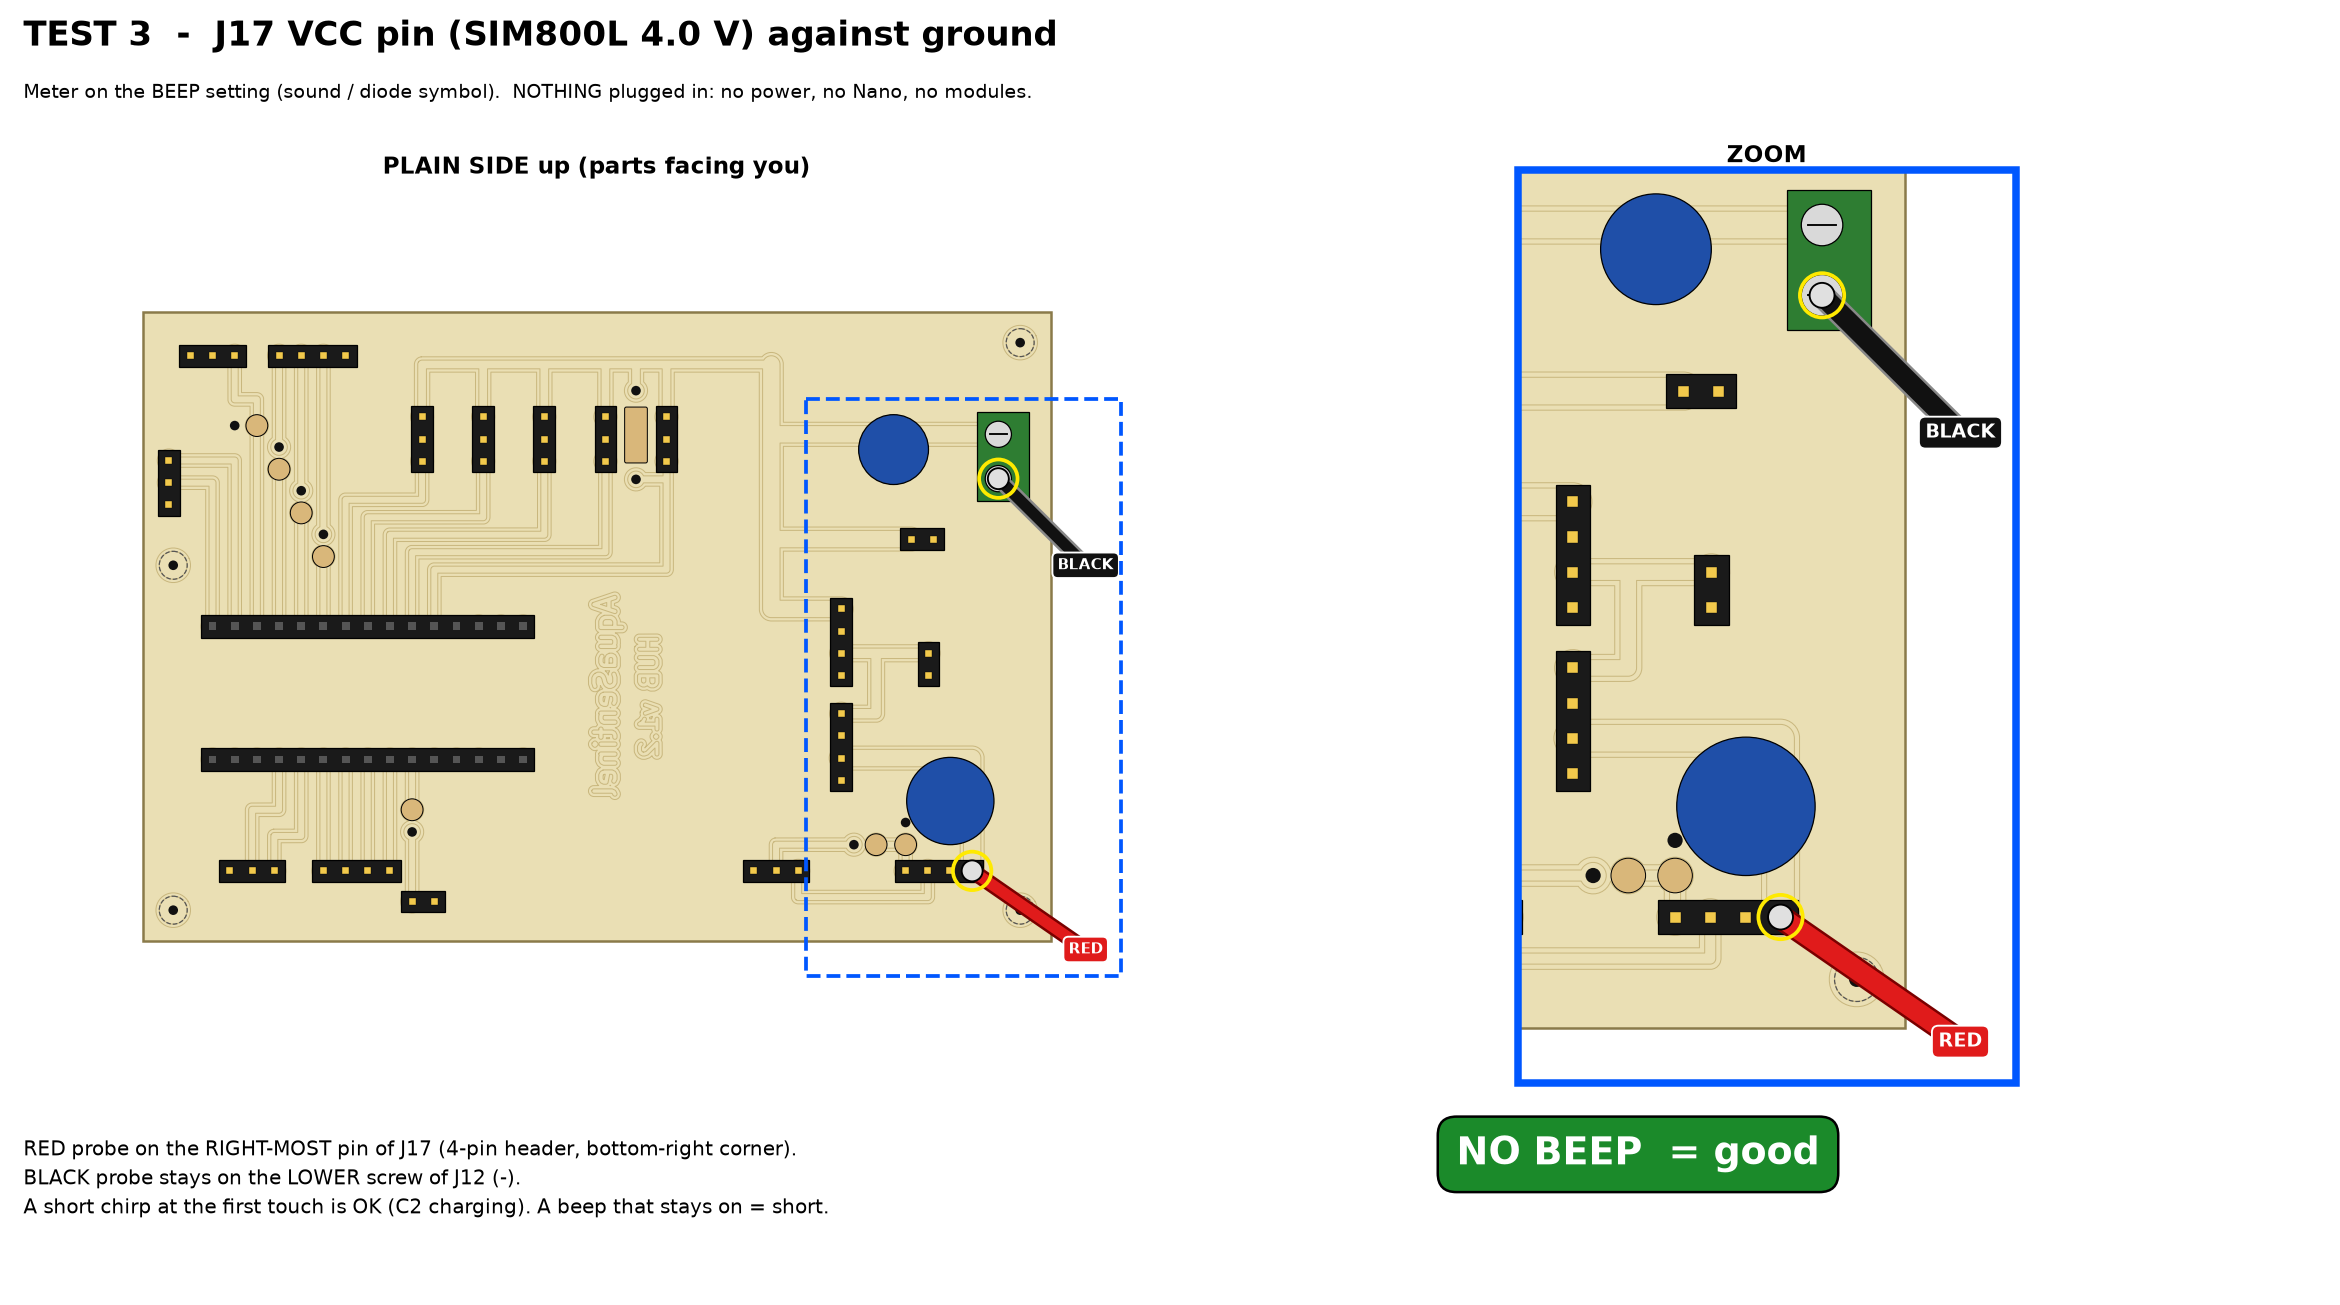 TEST 3  -  J17 VCC pin (SIM800L 4.0 V) against ground
Meter on the BEEP setting (sound / diode symbol).  NOTHING plugged in: no power, no Nano, no modules.
PLAIN SIDE up (parts facing you)
ZOOM
BLACK
BLACK
AquaSentinel
HUB v1.2
RED
RED
RED probe on the RIGHT-MOST pin of J17 (4-pin header, bottom-right corner).
BLACK probe stays on the LOWER screw of J12 (-).
A short chirp at the first touch is OK (C2 charging). A beep that stays on = short.
NO BEEP  = good